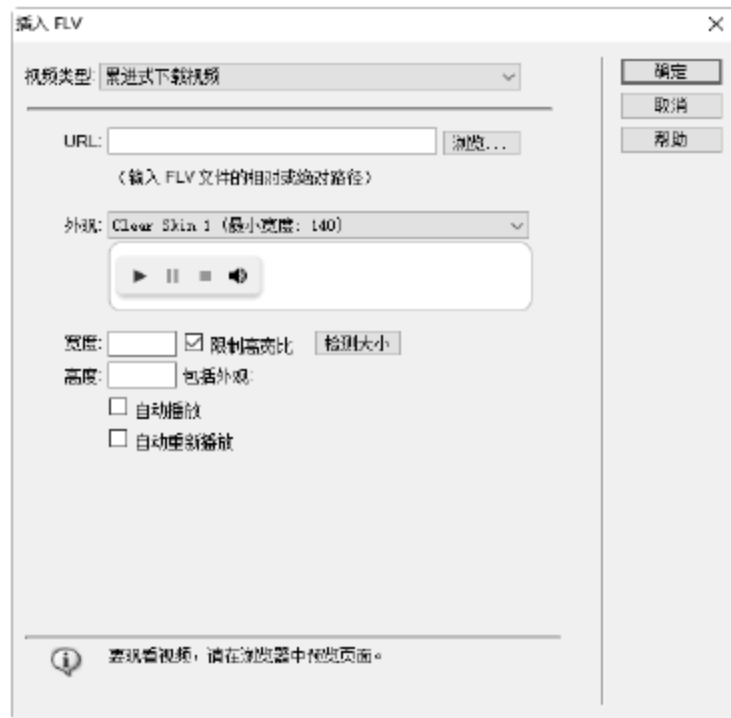 插入 FLV
视频类型: 累进式下载视频
确定
取消
帮助
URL: 浏览...
(输入 FLV 文件的相对或绝对路径)
外观: Clear Skin 1 (最小宽度: 140)
宽度: 限制高宽比 检测大小
高度: 包括外观:
自动播放
自动重新播放
要观看视频，请在浏览器中预览页面。